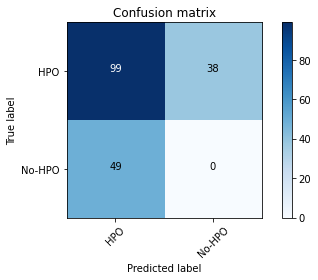 Confusion matrix
HPO
99
38
No-HPO
49
0
True label
HPO
No-HPO
Predicted label
80
60
40
20
0